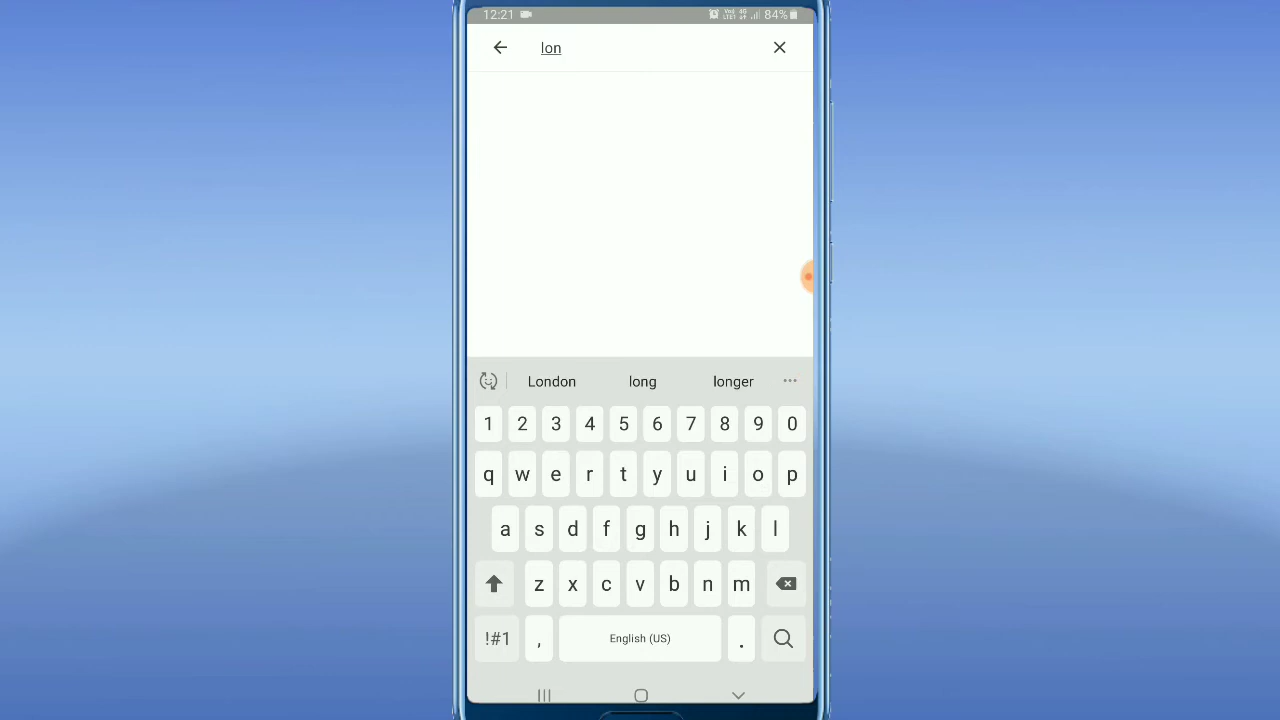 12:21 84%
lon
London long longer
1 2 3 4 5 6 7 8 9 0
q w e r t y u i o p
a s d f g h j k l
z x c v b n m
!#1 , English (US) .